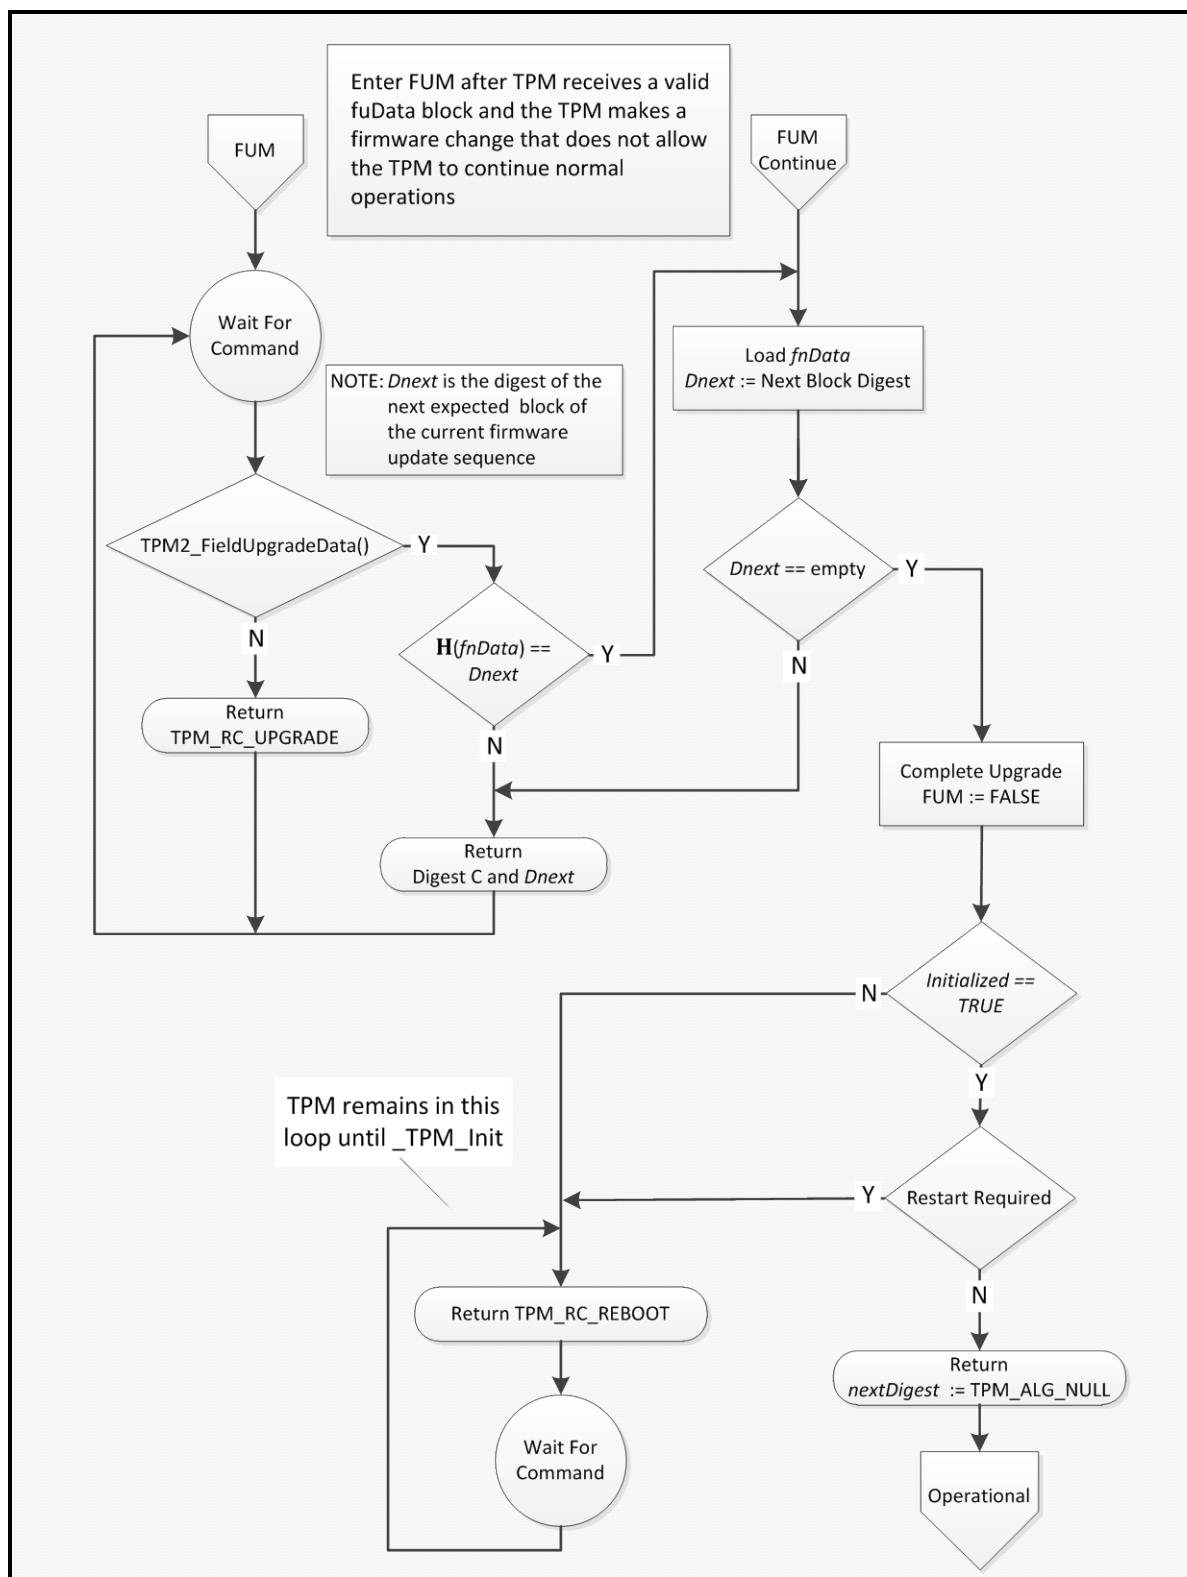 Enter FUM after TPM receives a valid
fuData block and the TPM makes a
firmware change that does not allow
the TPM to continue normal
operations
FUM
FUM
Continue
Wait For
Command
Load fnData
Dnext := Next Block Digest
NOTE: Dnext is the digest of the
next expected block of
the current firmware
update sequence
TPM2_FieldUpgradeData()
Y
Dnext == empty
Y
N
H(fnData) ==
Dnext
Y
N
Return
TPM_RC_UPGRADE
N
Complete Upgrade
FUM := FALSE
Return
Digest C and Dnext
Initialized ==
TRUE
N
Y
TPM remains in this
loop until _TPM_Init
Y
Restart Required
N
Return TPM_RC_REBOOT
Return
nextDigest := TPM_ALG_NULL
Wait For
Command
Operational